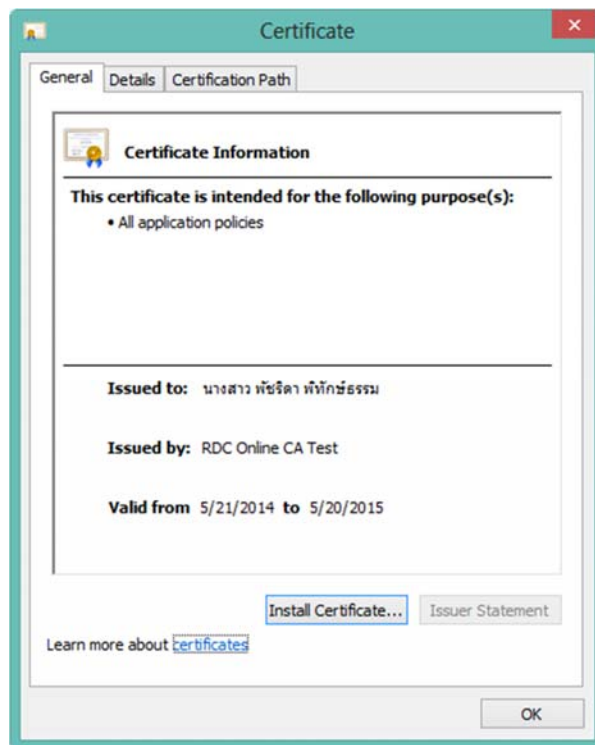 Certificate
General Details Certification Path
Certificate Information
This certificate is intended for the following purpose(s):
• All application policies
Issued to: นางสาว พัชริดา พิทักษ์ธรรม
Issued by: RDC Online CA Test
Valid from 5/21/2014 to 5/20/2015
Install Certificate... Issuer Statement
Learn more about certificates
OK